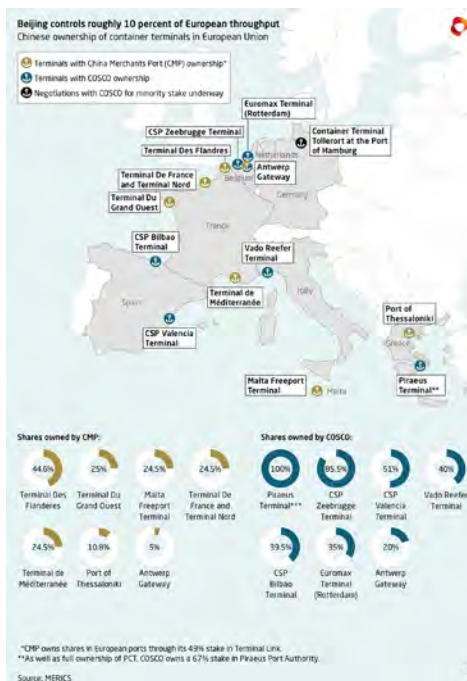 Beijing controls roughly 10 percent of European throughput
Chinese ownership of container terminals in European Union
Terminals with China Merchants Port (CMP) ownership*
Terminals with COSCO ownership
Negotiations with COSCO for minority stake underway
Euromax Terminal
(Rotterdam)
CSP Zeebrugge Terminal
Container Terminal
Tollerort at the Port
of Hamburg
Terminal Des Flandres
Netherlands
Antwerp
Gateway
Belgium
Terminal De France
and Terminal Nord
Germany
Terminal Du
Grand Ouest
France
CSP Bilbao
Terminal
Vado Reefer
Terminal
Terminal de
Méditerranée
Italy
Spain
CSP Valencia
Terminal
Port of
Thessaloniki
Greece
Malta Freeport
Terminal
Malta
Piraeus
Terminal**
Shares owned by CMP:
44.6%
25%
24.5%
24.5%
Terminal Des
Flanderes
Terminal Du
Grand Ouest
Malta
Freeport
Terminal
Terminal De
France and
Terminal Nord
24.5%
10.8%
5%
Terminal de
Méditerranée
Port of
Thessaloniki
Antwerp
Gateway
Shares owned by COSCO:
100%
85.5%
51%
40%
Piraeus
Terminal***
CSP
Zeebrugge
Terminal
CSP
Valencia
Terminal
Vado Reefer
Terminal
39.5%
35%
20%
CSP
Bilbao
Terminal
Euromax
Terminal
(Rotterdam)
Antwerp
Gateway
*CMP owns shares in European ports through its 49% stake in Terminal Link.
**As well as full ownership of PCT, COSCO owns a 67% stake in Piraeus Port Authority.
Source: MERICS